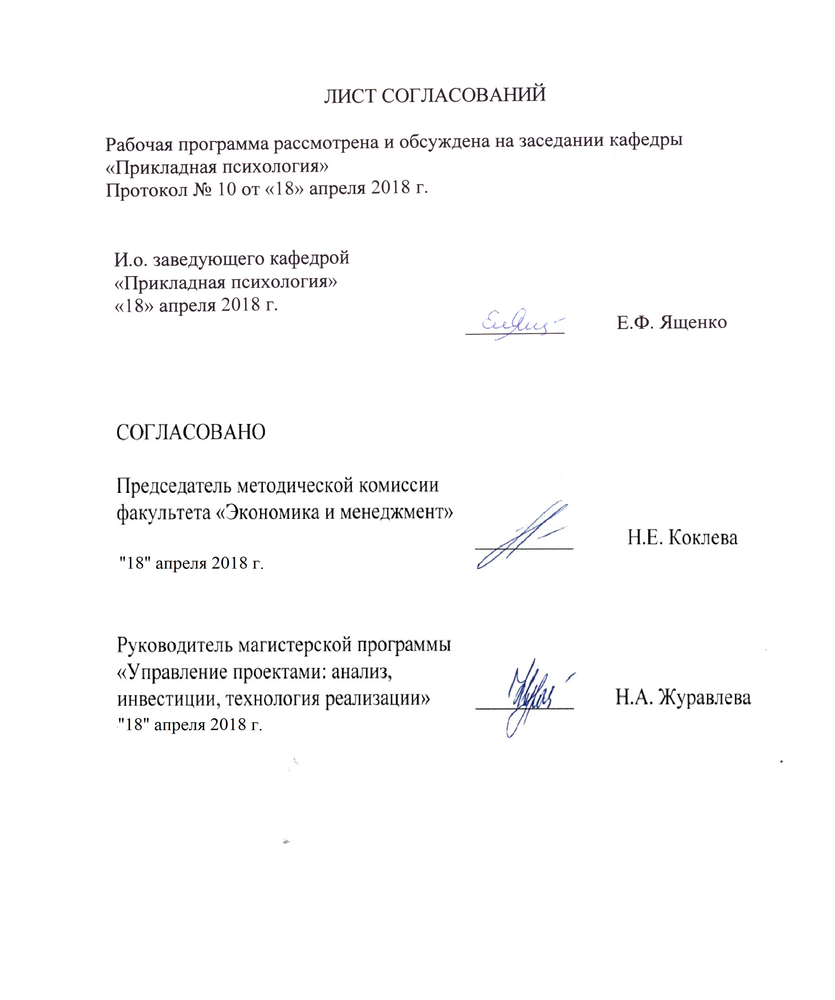 ЛИСТ СОГЛАСОВАНИЙ
Рабочая программа рассмотрена и обсуждена на заседании кафедры
«Прикладная психология»
Протокол № 10 от «18» апреля 2018 г.
И.о. заведующего кафедрой
«Прикладная психология»
«18» апреля 2018 г.
Е.Ф. Ященко
СОГЛАСОВАНО
Председатель методической комиссии
факультета «Экономика и менеджмент»
Н.Е. Коклева
"18" апреля 2018 г.
Руководитель магистерской программы
«Управление проектами: анализ,
инвестиции, технология реализации»
Н.А. Журавлева
"18" апреля 2018 г.